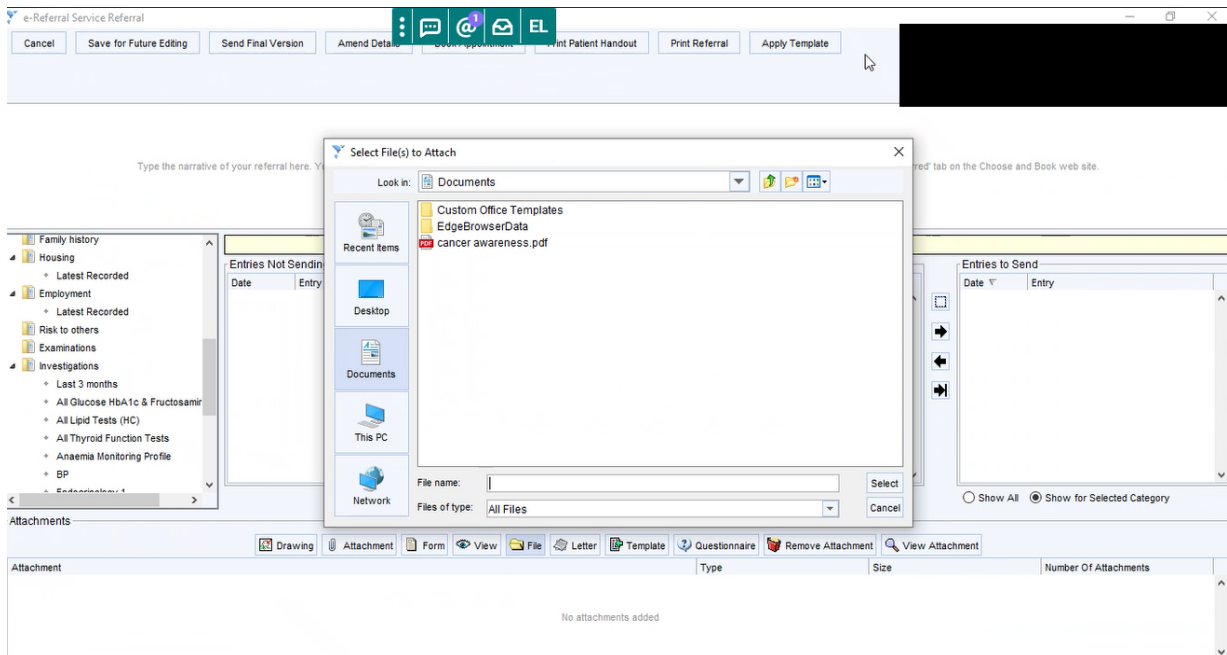 e-Referral Service Referral
@ 1 EL
Cancel Save for Future Editing Send Final Version Amend Details Book Appointment Print Patient Handout Print Referral Apply Template
Type the narrative of your referral here. tab on the Choose and Book web site.
Select File(s) to Attach
Look in: Documents
Custom Office Templates
EdgeBrowserData
PDF cancer awareness.pdf
Recent Items
Desktop
Documents
This PC
Network
File name:
Select
Files of type: All Files
Cancel
Family history
Housing
Latest Recorded
Employment
Latest Recorded
Risk to others
Examinations
Investigations
Last 3 months
All Glucose HbA1c &
All Lipid Tests (HC)
All Thyroid Function Tests
Anaemia Monitoring Profile
BP
Entries Not
Date Entry
Entries to Send
Date Entry
Show All Show for Selected Category
Attachments
Drawing Attachment Form View File Letter Template Questionnaire Remove Attachment View Attachment
Attachment Type Size Number Of Attachments
No attachments added